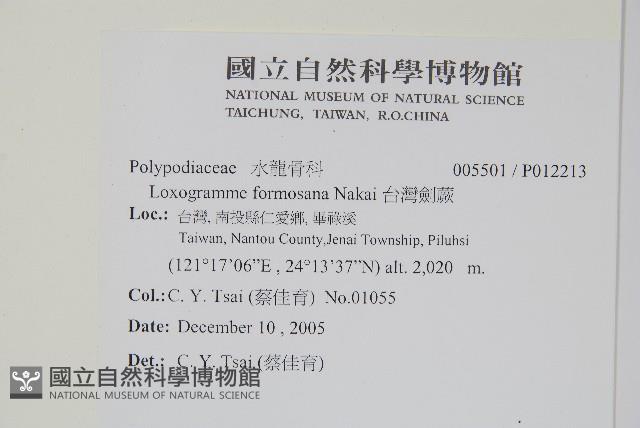 國立自然科學博物館
NATIONAL MUSEUM OF NATURAL SCIENCE
TAICHUNG, TAIWAN, R.O.CHINA
Polypodiaceae 水龍骨科 005501 / P012213
Loxogramme formosana Nakai 台灣劍蕨
Loc.: 台灣, 南投縣仁愛鄉, 畢祿溪
Taiwan, Nantou County,Jenai Township, Piluhsi
(121°17'06”E , 24°13'37”N) alt. 2,020 m.
Col.: C. Y. Tsai (蔡佳育) No.01055
Date: December 10 , 2005
Det.: C. Y. Tsai (蔡佳育)
國立自然科學博物館
NATIONAL MUSEUM OF NATURAL SCIENCE